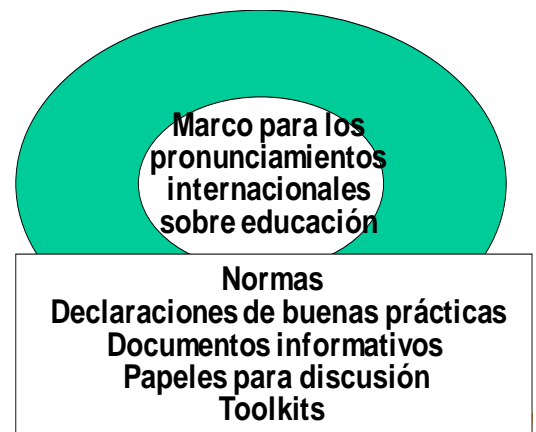 Marco para los
pronunciamientos
internacionales
sobre educación
Normas
Declaraciones de buenas prácticas
Documentos informativos
Papeles para discusión
Toolkits